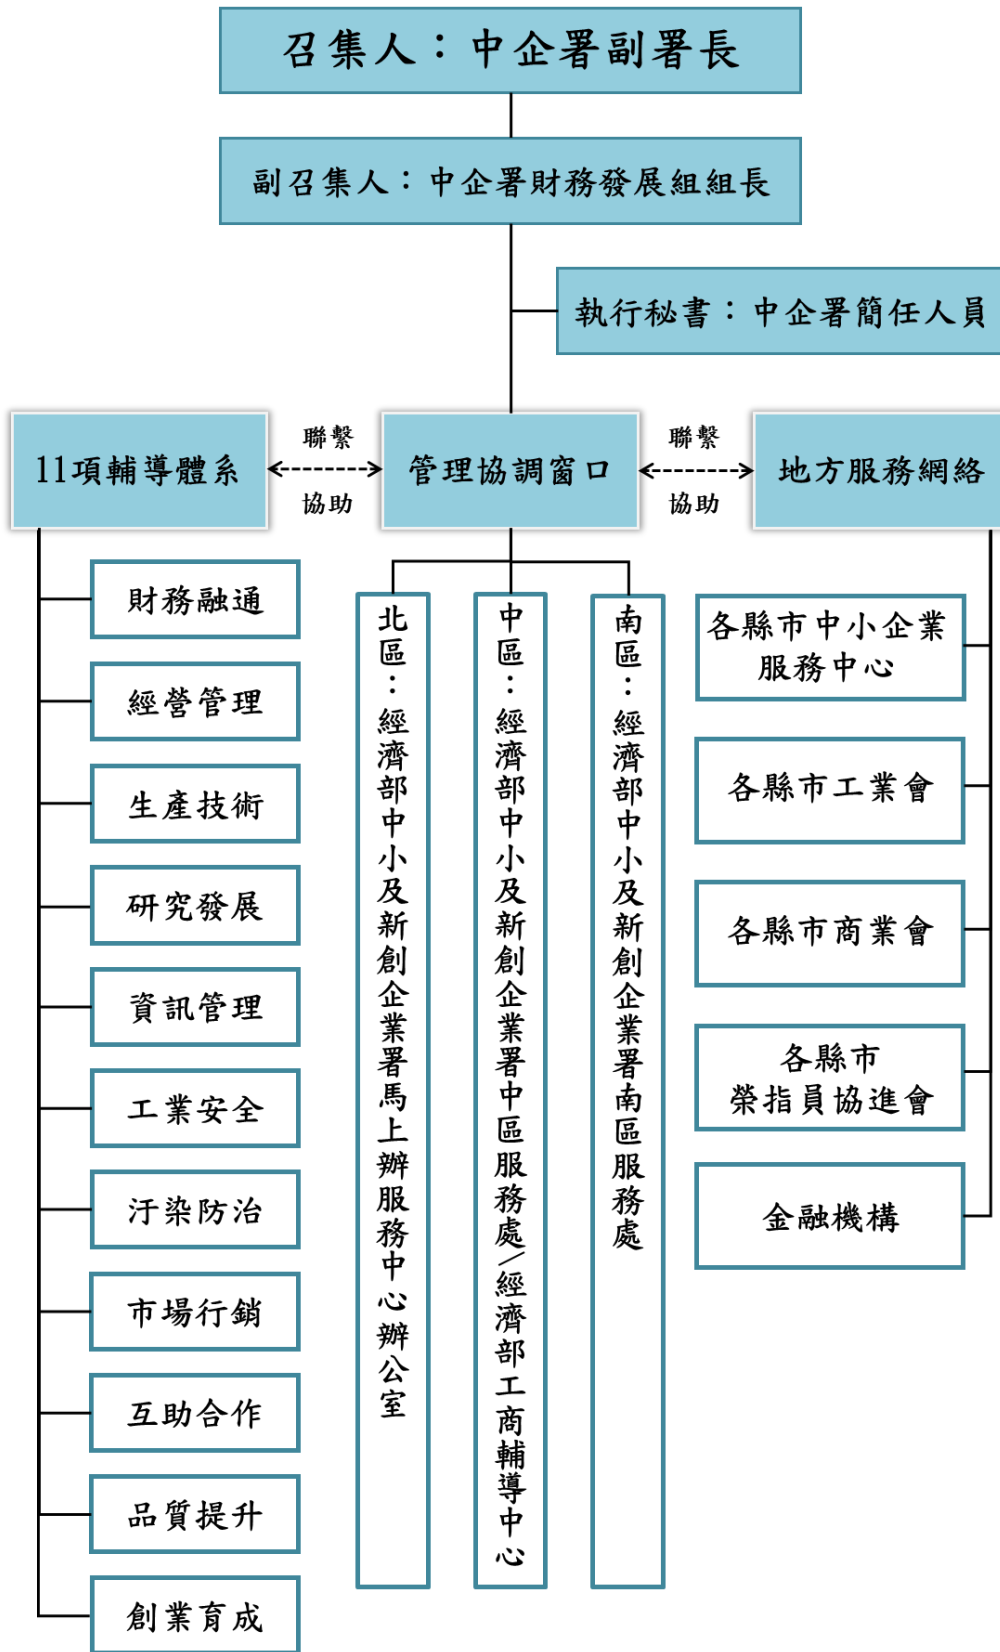 召集人：中企署副署長
副召集人：中企署財務發展組組長
執行秘書：中企署簡任人員
11項輔導體系
聯繫
協助
管理協調窗口
聯繫
協助
地方服務網絡
財務融通
經營管理
生產技術
研究發展
資訊管理
工業安全
汙染防治
市場行銷
互助合作
品質提升
創業育成
北區：經濟部中小及新創企業署馬上辦服務中心辦公室
中區：經濟部中小及新創企業署中區服務處/經濟部工商輔導中心
南區：經濟部中小及新創企業署南區服務處
各縣市中小企業
服務中心
各縣市工業會
各縣市商業會
各縣市
榮指員協進會
金融機構